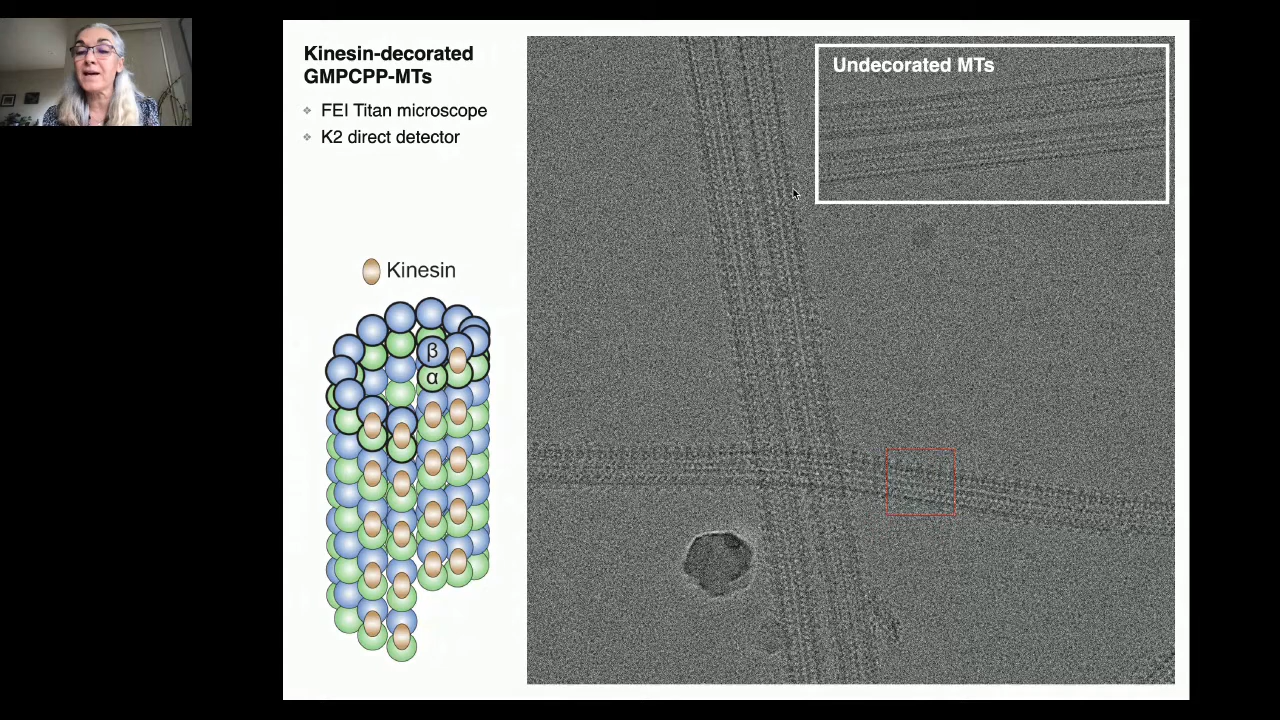 Kinesin-decorated
GMPCPP-MTs
❖ FEI Titan microscope
❖ K2 direct detector
Undecorated MTs
Kinesin
β
α